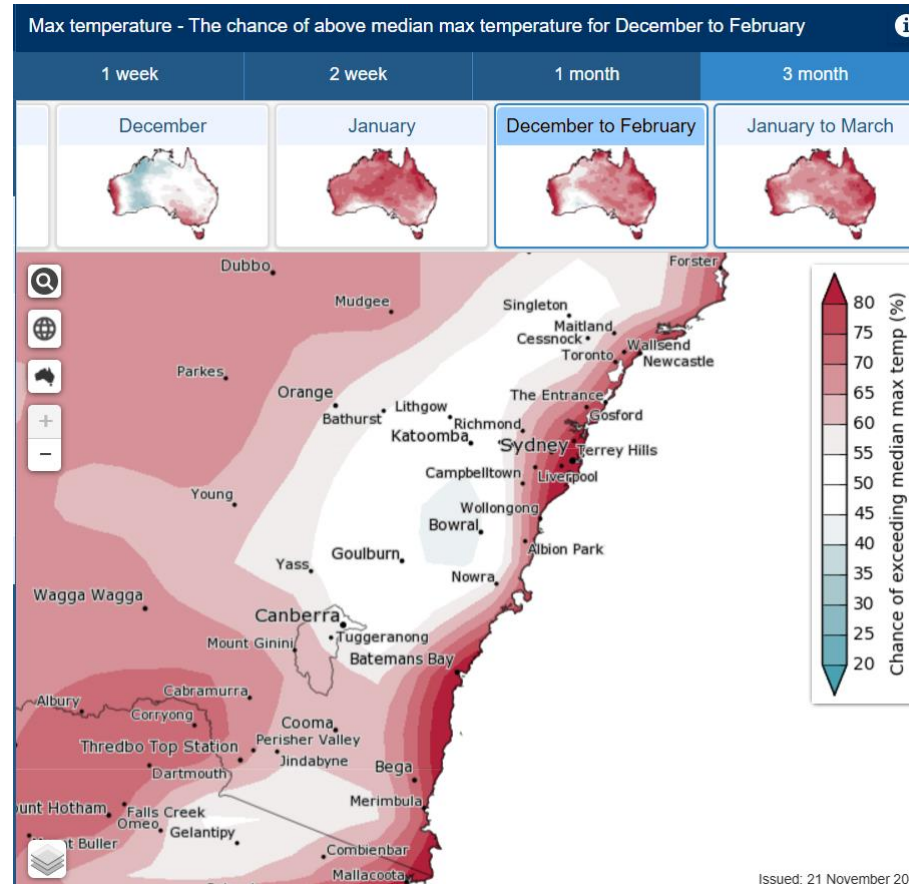 Max temperature - The chance of above median max temperature for December to February
1 week
2 week
1 month
3 month
December
January
December to February
January to March
Dubbo
Forster
Mudgee
Singleton
Maitland
Cessnock
Wallsend
Toronto
Newcastle
Parkes
Orange
The Entrance
Lithgow
Gosford
Bathurst
Richmond
Katoomba
Sydney
Terrey Hills
Campbelltown
Liverpool
Young
Wollongong
Bowral
Goulburn
Albion Park
Yass
Nowra
Wagga Wagga
Canberra
Tuggeranong
Mount Ginini
Batemans Bay
Cabramurra
Albury
Corryong
Cooma
Thredbo Top Station
Perisher Valley
Jindabyne
Bega
Dartmouth
Merimbula
unt Hotham
Falls Creek
Omeo
Gelantipy
t Buller
Combienbar
Mallacoota
80
75
70
65
60
55
50
45
40
35
30
25
20
Chance of exceeding median max temp (%)
Issued: 21 November 20